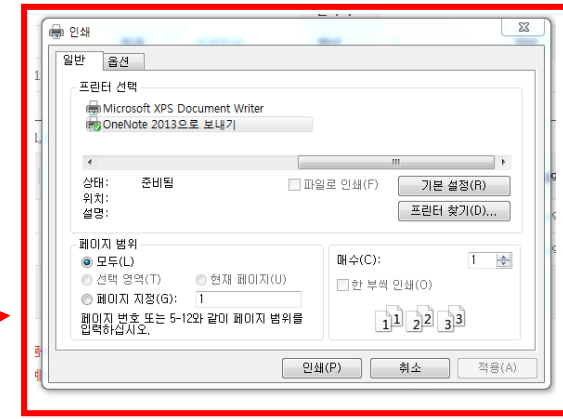 인쇄
일반 옵션
프린터 선택
Microsoft XPS Document Writer
OneNote 2013으로 보내기
상태: 준비됨
파일로 인쇄(F)
기본 설정(R)
위치:
설명:
프린터 찾기(D)...
페이지 범위
모두(L)
선택 영역(T) 현재 페이지(U)
페이지 지정(G): 1
페이지 번호 또는 5-12와 같이 페이지 범위를
입력하십시오.
매수(C): 1
한 부씩 인쇄(O)
1 1 2 2 3 3
인쇄(P) 취소 적용(A)